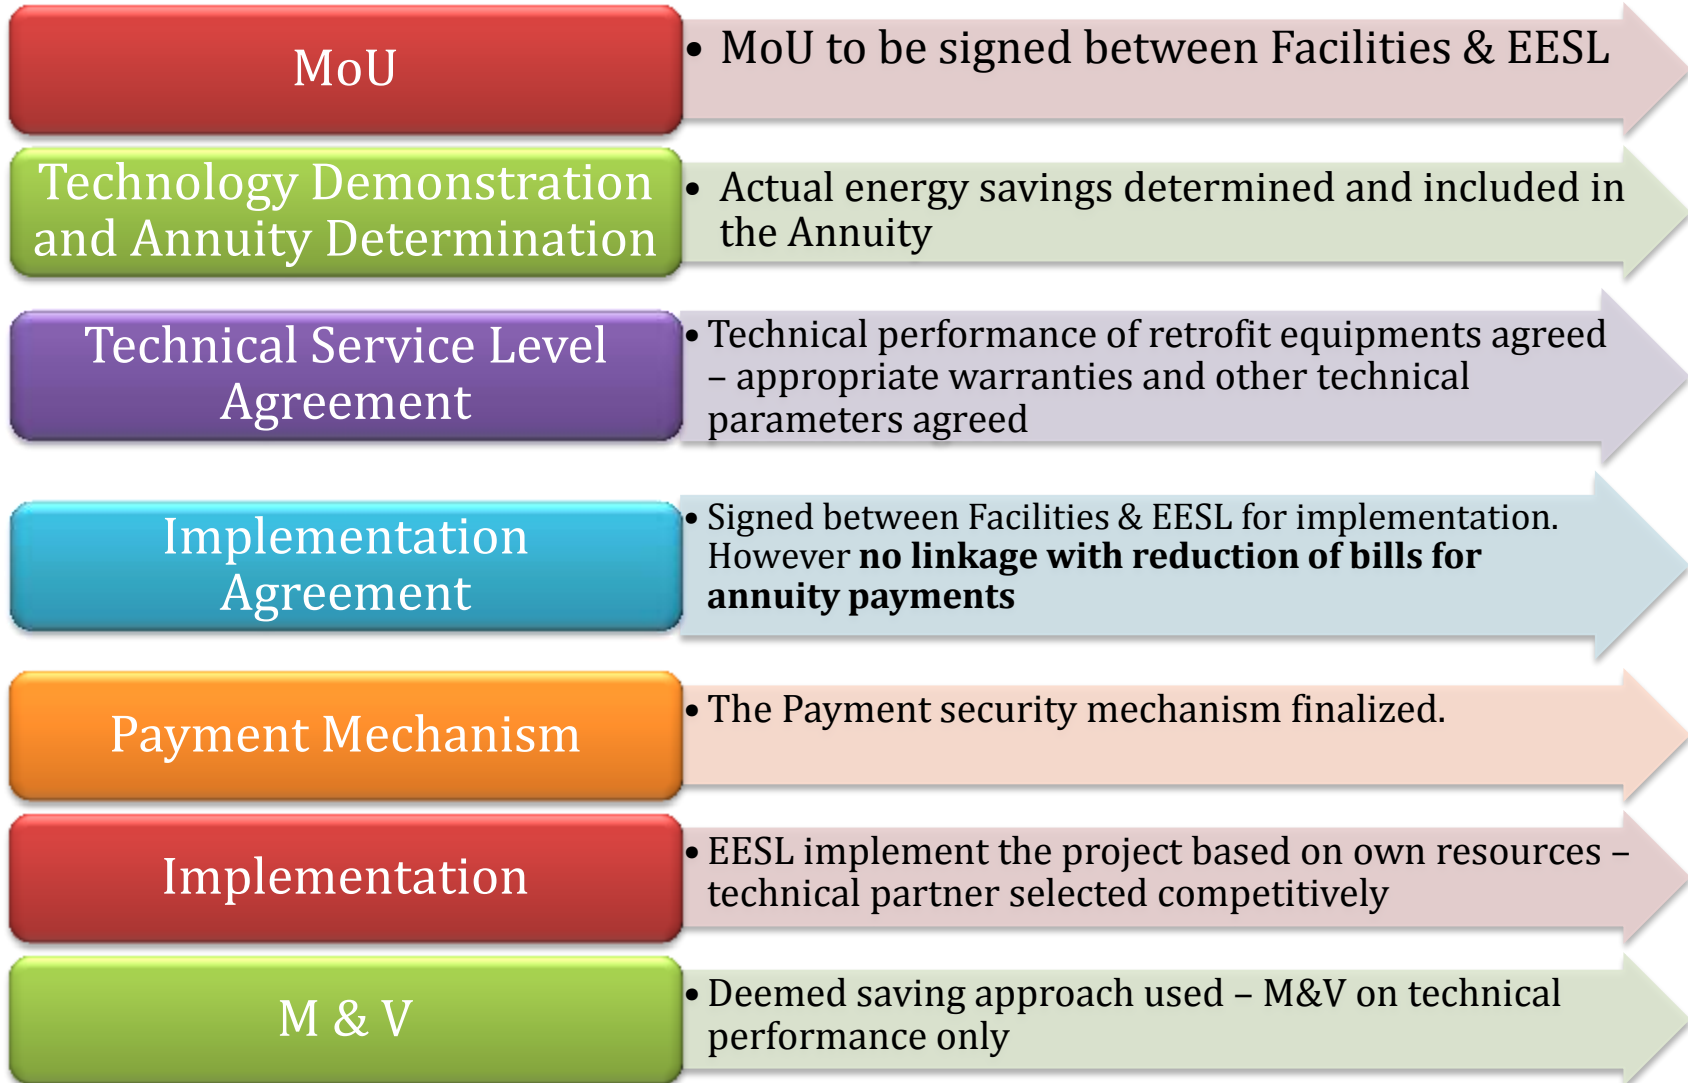 MoU
• MoU to be signed between Facilities & EESL
Technology Demonstration
and Annuity Determination
• Actual energy savings determined and included in
the Annuity
Technical Service Level
Agreement
• Technical performance of retrofit equipments agreed
– appropriate warranties and other technical
parameters agreed
Implementation
Agreement
• Signed between Facilities & EESL for implementation.
However no linkage with reduction of bills for
annuity payments
Payment Mechanism
• The Payment security mechanism finalized.
Implementation
• EESL implement the project based on own resources –
technical partner selected competitively
M & V
• Deemed saving approach used – M&V on technical
performance only